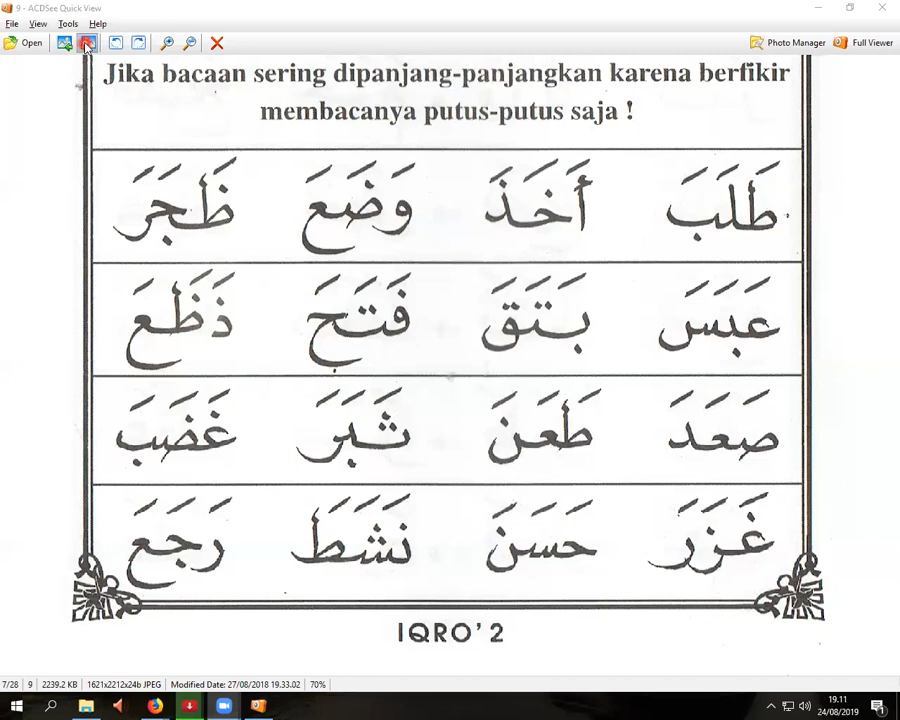 9 - ACDSee Quick View
File View Tools Help
Open Photo Manager Full Viewer
Jika bacaan sering dipanjang-panjangkan karena berfikir
membacanya putus-putus saja !
طَلَبَ أَخَذَ وَضَعَ ظَجَرَ
عَبَسَ بَتَقَ فَتَحَ ذَظَعَ
صَعَدَ طَعَنَ ثَبَرَ غَضَبَ
غَزَرَ حَسَنَ نَشَطَ رَجَعَ
IQRO' 2
7/28 9 2239.2 KB 1621x2212x24b JPEG Modified Date: 27/08/2018 19.33.02 70%
19.11
24/08/2019
1